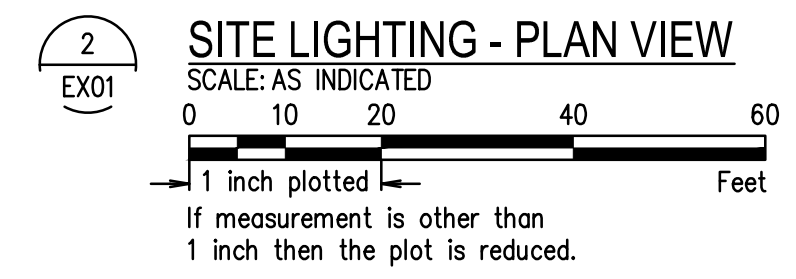 2
EX01
SITE LIGHTING - PLAN VIEW
SCALE: AS INDICATED
0 10 20 40 60
1 inch plotted Feet
If measurement is other than
1 inch then the plot is reduced.